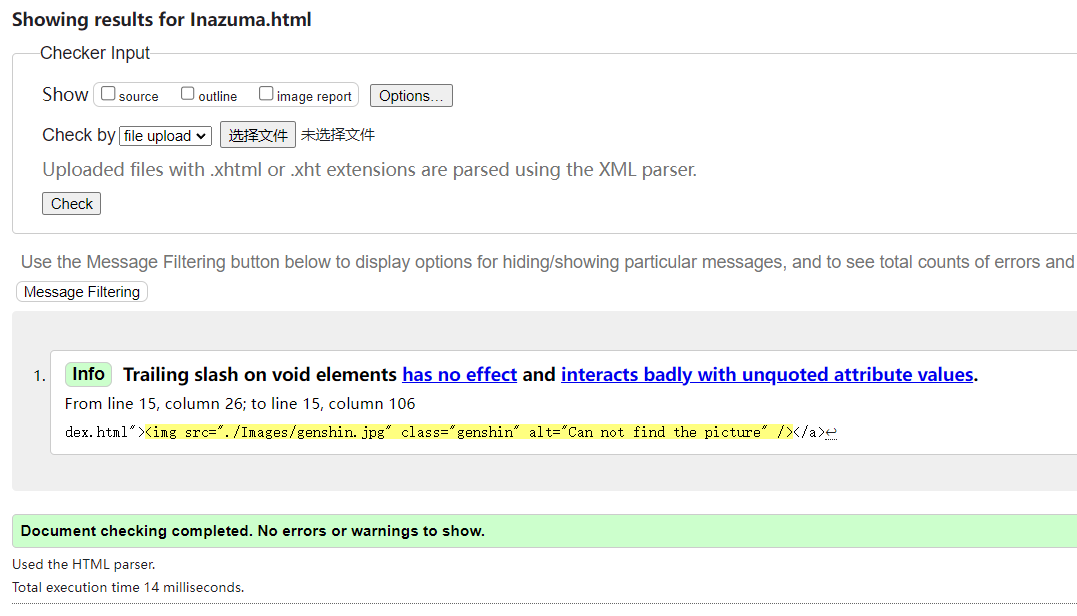 Showing results for Inazuma.html
Checker Input
Show source outline image report Options...
Check by file upload 选择文件 未选择文件
Uploaded files with .xhtml or .xht extensions are parsed using the XML parser.
Check
Use the Message Filtering button below to display options for hiding/showing particular messages, and to see total counts of errors and
Message Filtering
1. Info Trailing slash on void elements has no effect and interacts badly with unquoted attribute values.
From line 15, column 26; to line 15, column 106
dex.html"><img src="./Images/genshin.jpg" class="genshin" alt="Can not find the picture" /></a>↩
Document checking completed. No errors or warnings to show.
Used the HTML parser.
Total execution time 14 milliseconds.